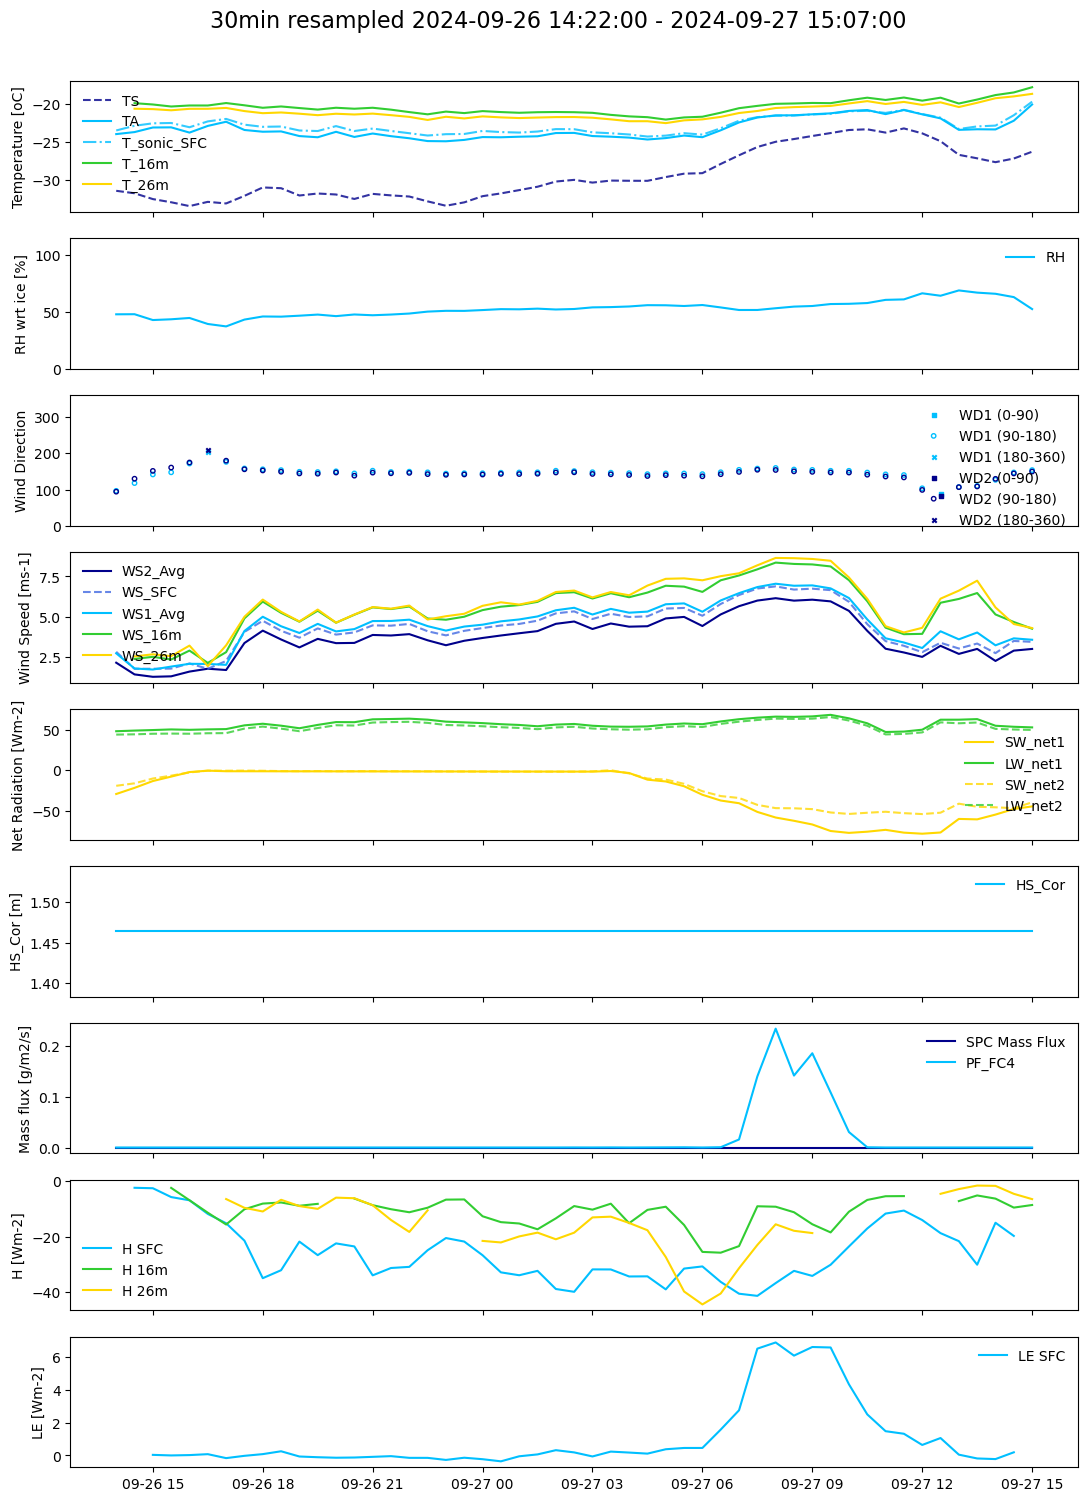 30min resampled 2024-09-26 14:22:00 - 2024-09-27 15:07:00
Temperature [oC]
−20
−25
−30
TS
TA
T_sonic_SFC
T_16m
T_26m
RH wrt ice [%]
100
50
0
RH
Wind Direction
300
200
100
0
WD1 (0-90)
WD1 (90-180)
WD1 (180-360)
WD2 (0-90)
WD2 (90-180)
WD2 (180-360)
Wind Speed [ms-1]
7.5
5.0
2.5
WS2_Avg
WS_SFC
WS1_Avg
WS_16m
WS_26m
Net Radiation [Wm-2]
50
0
−50
SW_net1
LW_net1
SW_net2
LW_net2
HS_Cor [m]
1.50
1.45
1.40
HS_Cor
Mass flux [g/m2/s]
0.2
0.1
0.0
SPC Mass Flux
PF_FC4
H [Wm-2]
0
−20
−40
H SFC
H 16m
H 26m
LE [Wm-2]
6
4
2
0
LE SFC
09-26 15
09-26 18
09-26 21
09-27 00
09-27 03
09-27 06
09-27 09
09-27 12
09-27 15